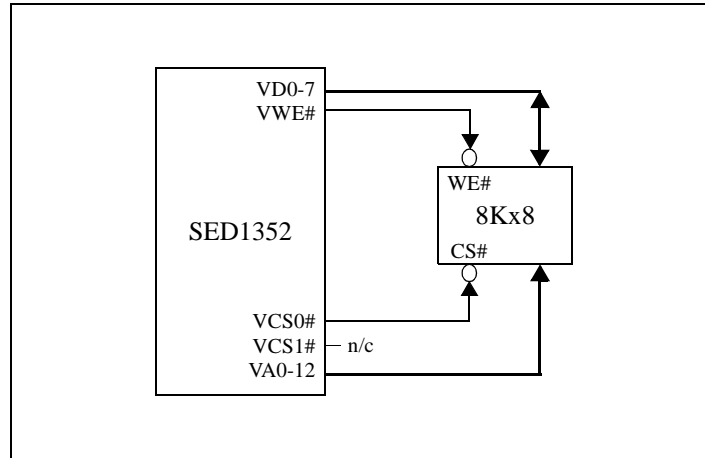 VD0-7
VWE#
WE#
8Kx8
SED1352
CS#
VCS0#
VCS1#
n/c
VA0-12